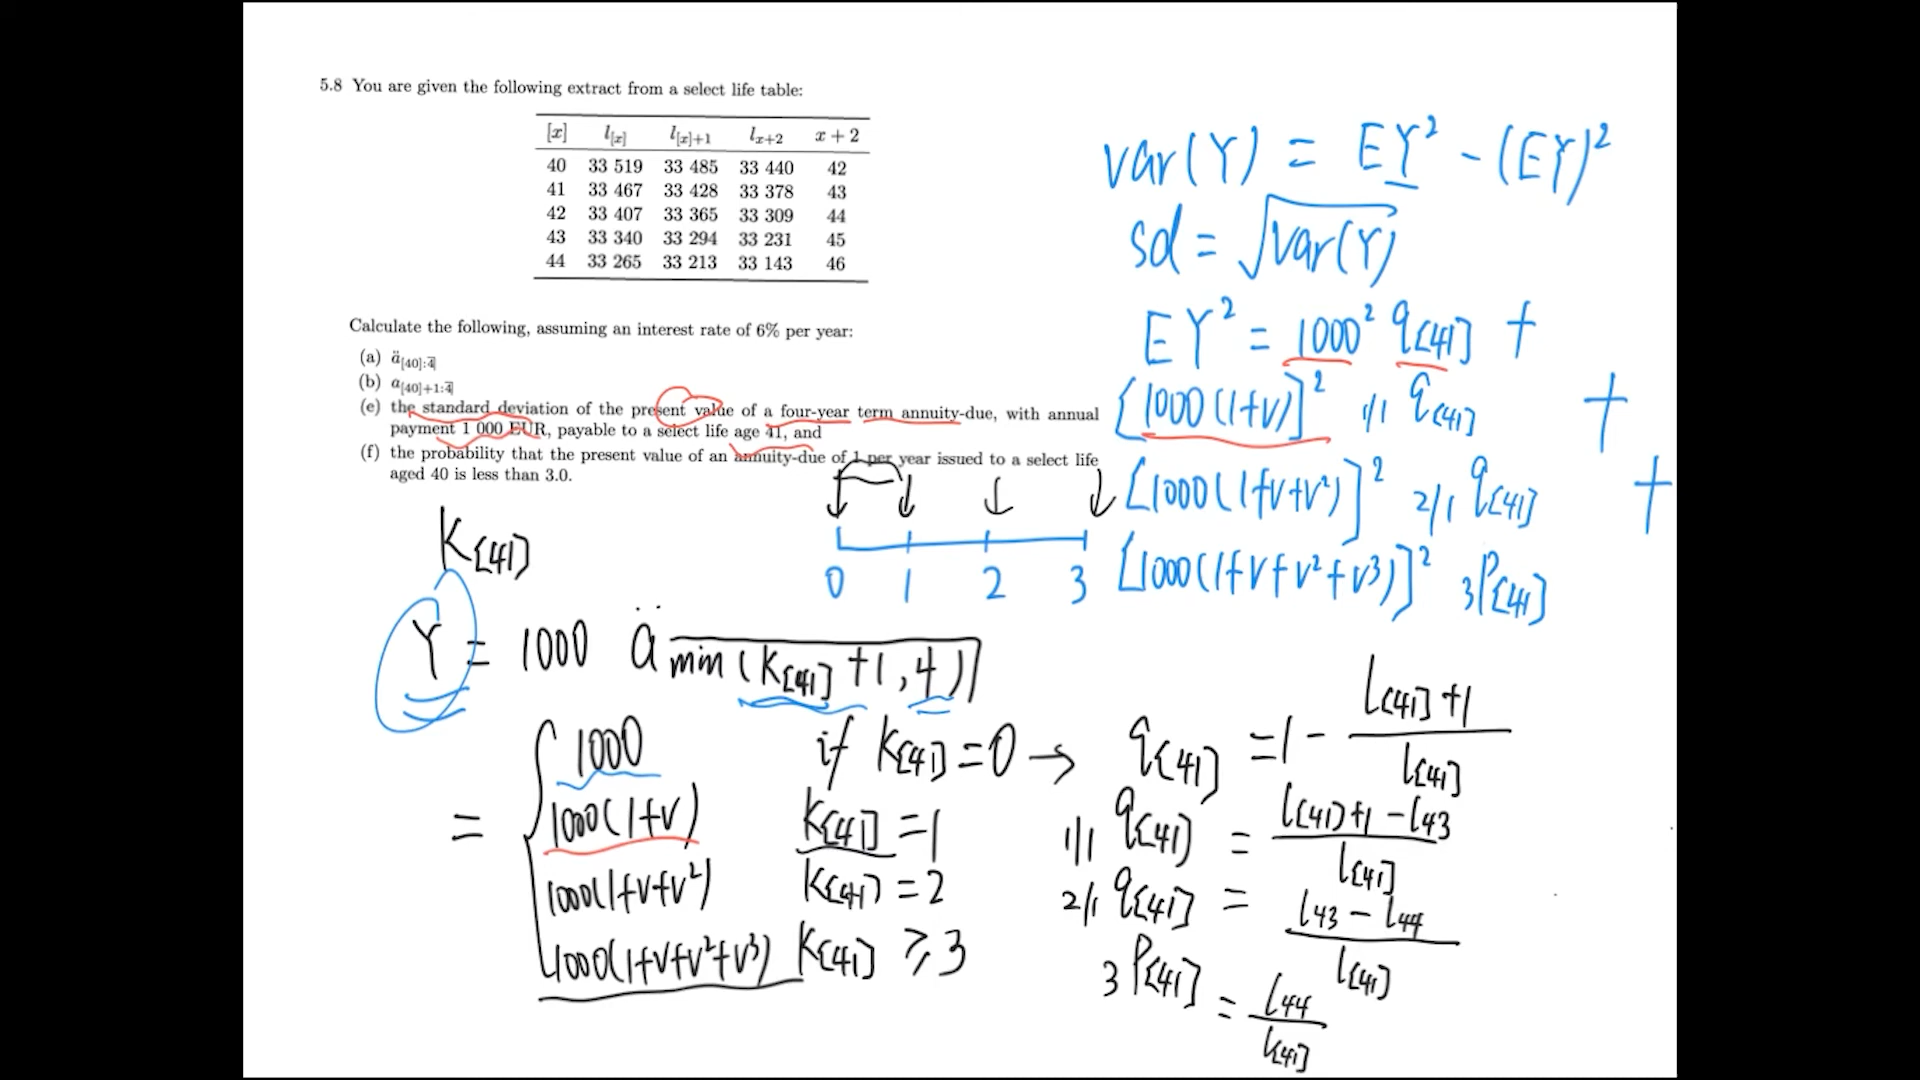 5.8 You are given the following extract from a select life table:
[x] l[x] l[x]+1 lx+2 x + 2
40 33 519 33 485 33 440 42
41 33 467 33 428 33 378 43
42 33 407 33 365 33 309 44
43 33 340 33 294 33 231 45
44 33 265 33 213 33 143 46
Calculate the following, assuming an interest rate of 6% per year:
(a) ä[40]:4̅|
(b) a[40]+1:4̅|
(e) the standard deviation of the present value of a four-year term annuity-due, with annual
payment 1 000 EUR, payable to a select life age 41, and
(f) the probability that the present value of an annuity-due of 1 per year issued to a select life
aged 40 is less than 3.0.
var(Y) = EY² - (EY)²
sd = √var(Y)
EY² = 1000² q[41] +
[1000(1+v)]² 1|1 q[41] +
[1000(1+v+v²)]² 2|1 q[41] +
[1000(1+v+v²+v³)]² 3P[41]
0 1 2 3
K[41]
Y = 1000 ä min(K[41]+1, 4)|
= { 1000 if K[41] = 0 → q[41] = 1 - l[41]+1 / l[41]
1000(1+v) K[41] = 1 1|1 q[41] = l[41]+1 - l43 / l[41]
1000(1+v+v²) K[41] = 2 2|1 q[41] = l43 - l44 / l[41]
1000(1+v+v²+v³) K[41] ≥ 3 3P[41] = l44 / l[41]